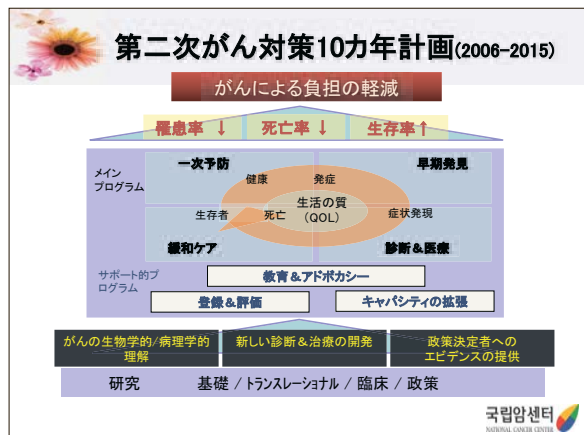 第二次がん対策10カ年計画(2006-2015)
がんによる負担の軽減
罹患率 ↓ 死亡率 ↓ 生存率↑
メイン
プログラム
一次予防
早期発見
健康
発症
生活の質
(QOL)
生存者
死亡
症状発現
緩和ケア
診断&医療
サポート的プ
ログラム
教育&アドボカシー
登録&評価
キャパシティの拡張
がんの生物学的/病理学的
理解
新しい診断&治療の開発
政策決定者への
エビデンスの提供
研究 基礎 / トランスレーショナル / 臨床 / 政策
국립암센터
NATIONAL CANCER CENTER